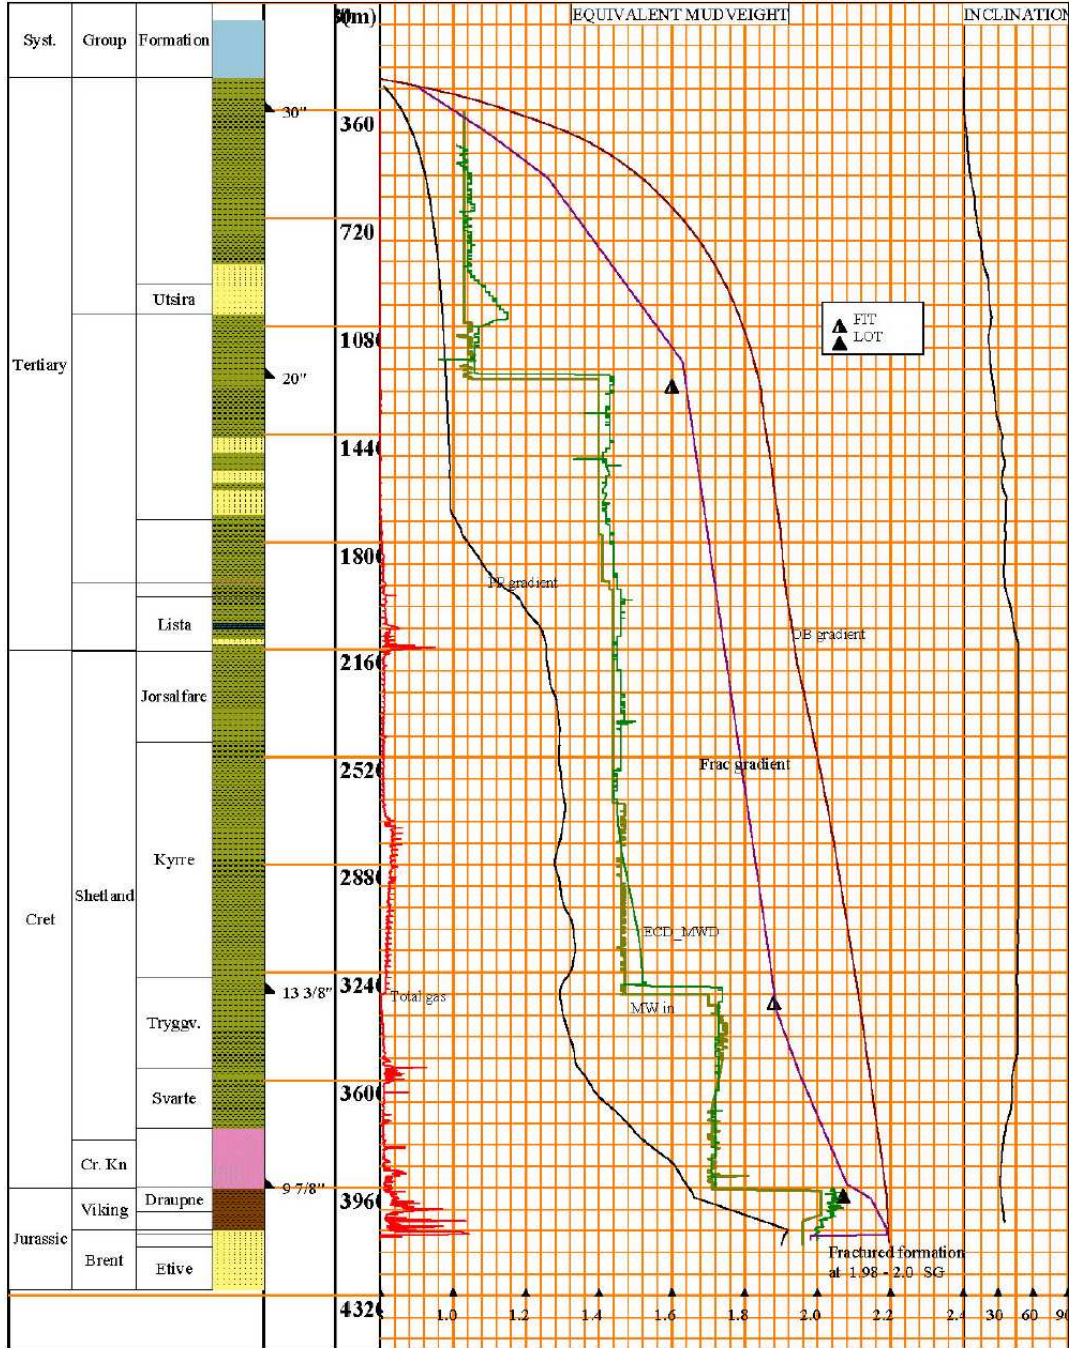 (m)
EQUIVALENT MUDWEIGHT
INCLINATION
Syst.
Group
Formation
30"
360
720
Utsira
FIT
LOT
1080
Tertiary
20"
1440
1800
PP gradient
Lista
OB gradient
2160
Jorsalfare
2520
Frac gradient
Kyrre
2880
Shetland
Cret
ECD_MWD
3240
13 3/8"
Total gas
MW in
Tryggv.
3600
Svarte
Cr. Kn
9 7/8"
3960
Draupne
Viking
Jurassic
Brent
Etive
Fractured formation
at 1.98 - 2.0 SG
4320
1.0 1.2 1.4 1.6 1.8 2.0 2.2 2.4 30 60 90